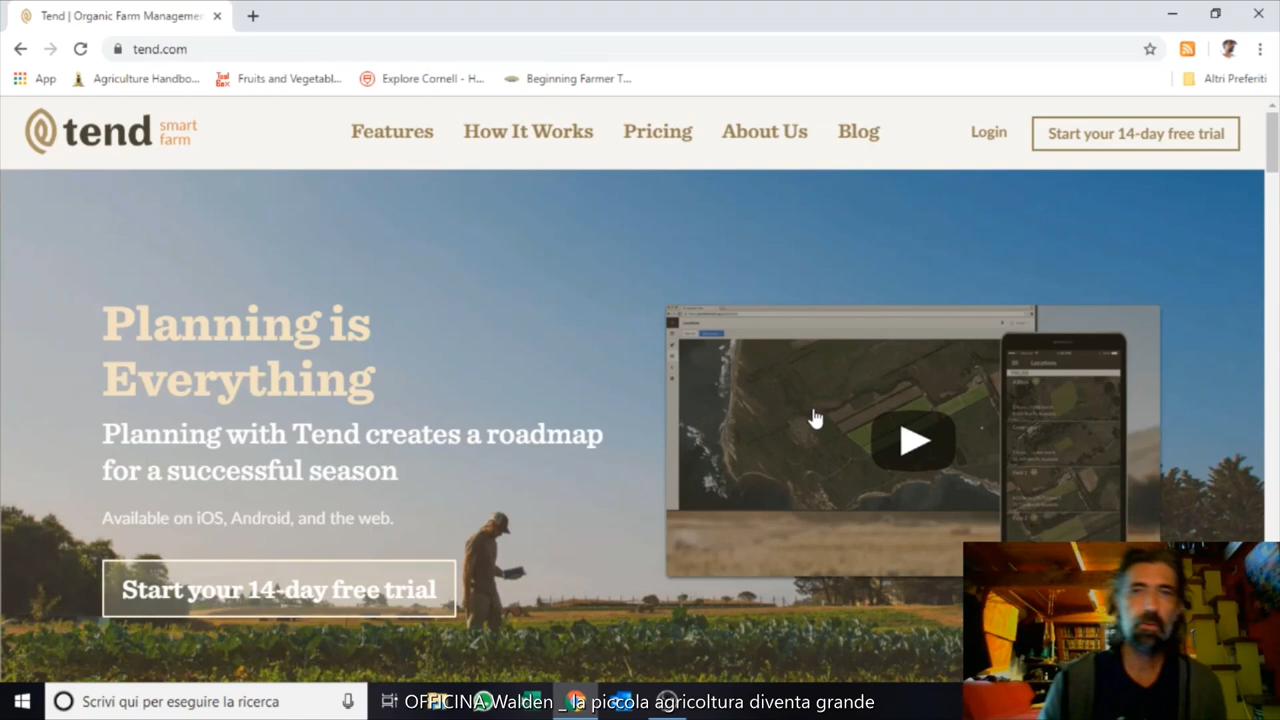 Tend | Organic Farm Manageme
tend.com
App
Agriculture Handbo...
Fruits and Vegetabl...
Explore Cornell - H...
Beginning Farmer T...
Altri Preferiti
tend smart farm
Features
How It Works
Pricing
About Us
Blog
Login
Start your 14-day free trial
Planning is
Everything
Planning with Tend creates a roadmap
for a successful season
Available on iOS, Android, and the web.
Start your 14-day free trial
Locations
Scrivi qui per eseguire la ricerca
OFFICINA Walden _ la piccola agricoltura diventa grande